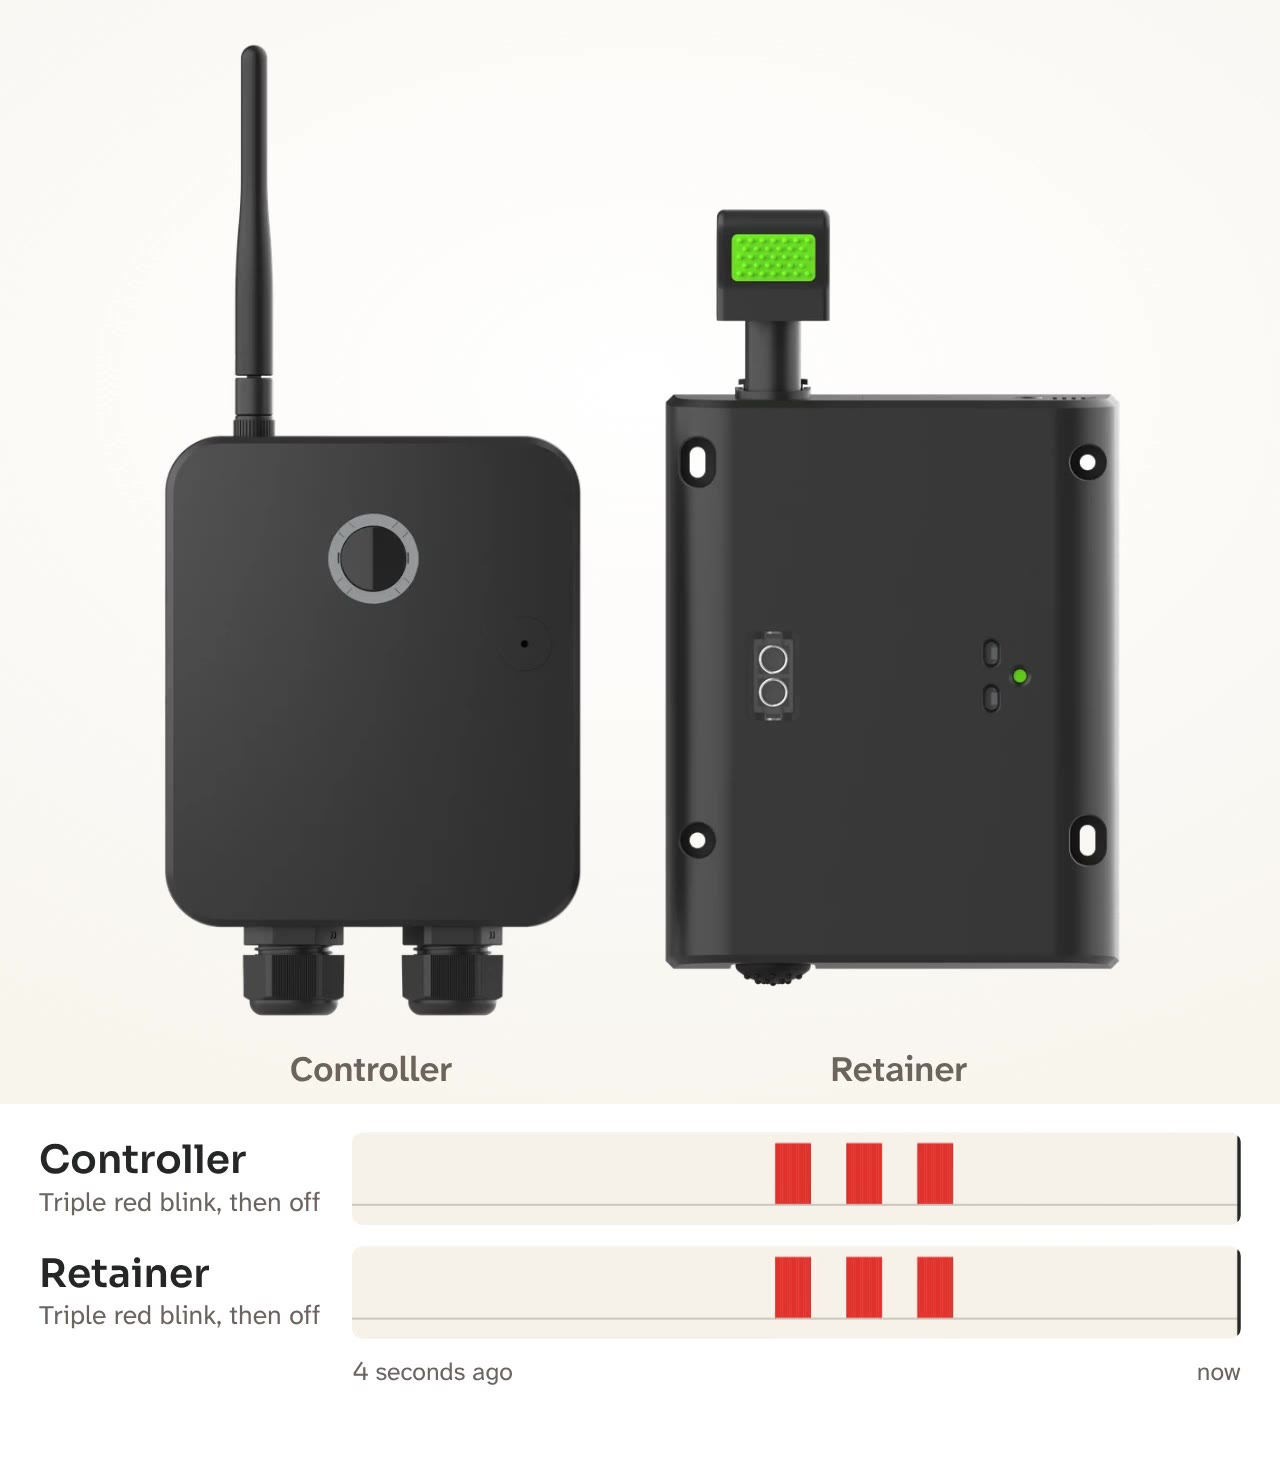 Controller
Retainer
Controller
Triple red blink, then off
Retainer
Triple red blink, then off
4 seconds ago
now